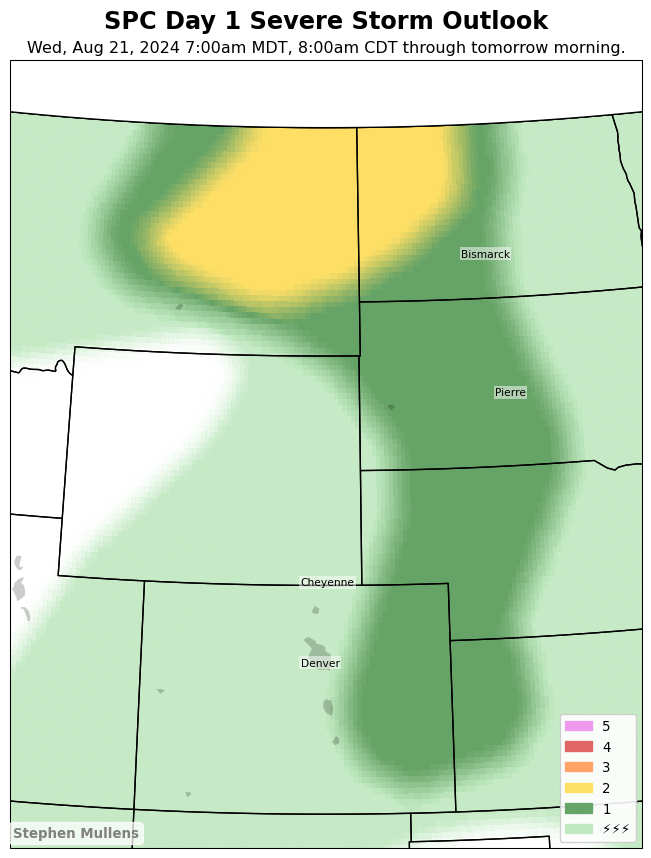 SPC Day 1 Severe Storm Outlook
Wed, Aug 21, 2024 7:00am MDT, 8:00am CDT through tomorrow morning.
Bismarck
Pierre
Cheyenne
Denver
5
4
3
2
1
⚡⚡⚡
Stephen Mullens